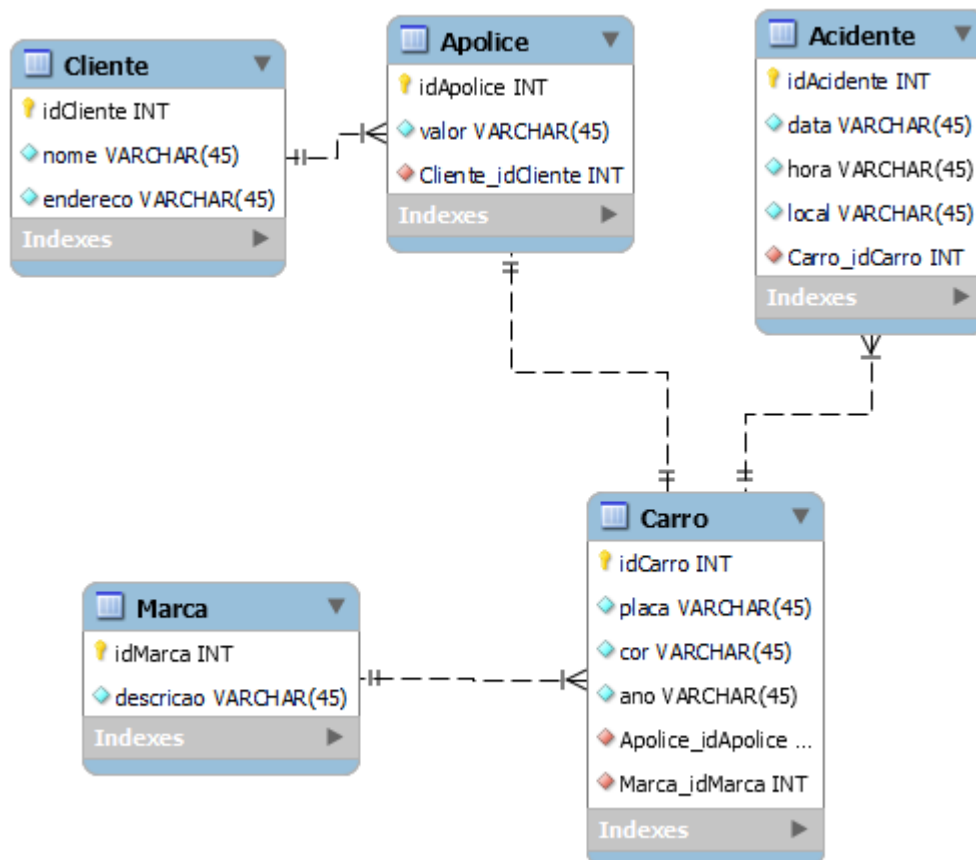 Cliente
idCliente INT
nome VARCHAR(45)
endereco VARCHAR(45)
Indexes
Apolice
idApolice INT
valor VARCHAR(45)
Cliente_idCliente INT
Indexes
Acidente
idAcidente INT
data VARCHAR(45)
hora VARCHAR(45)
local VARCHAR(45)
Carro_idCarro INT
Indexes
Marca
idMarca INT
descricao VARCHAR(45)
Indexes
Carro
idCarro INT
placa VARCHAR(45)
cor VARCHAR(45)
ano VARCHAR(45)
Apolice_idApolice ...
Marca_idMarca INT
Indexes